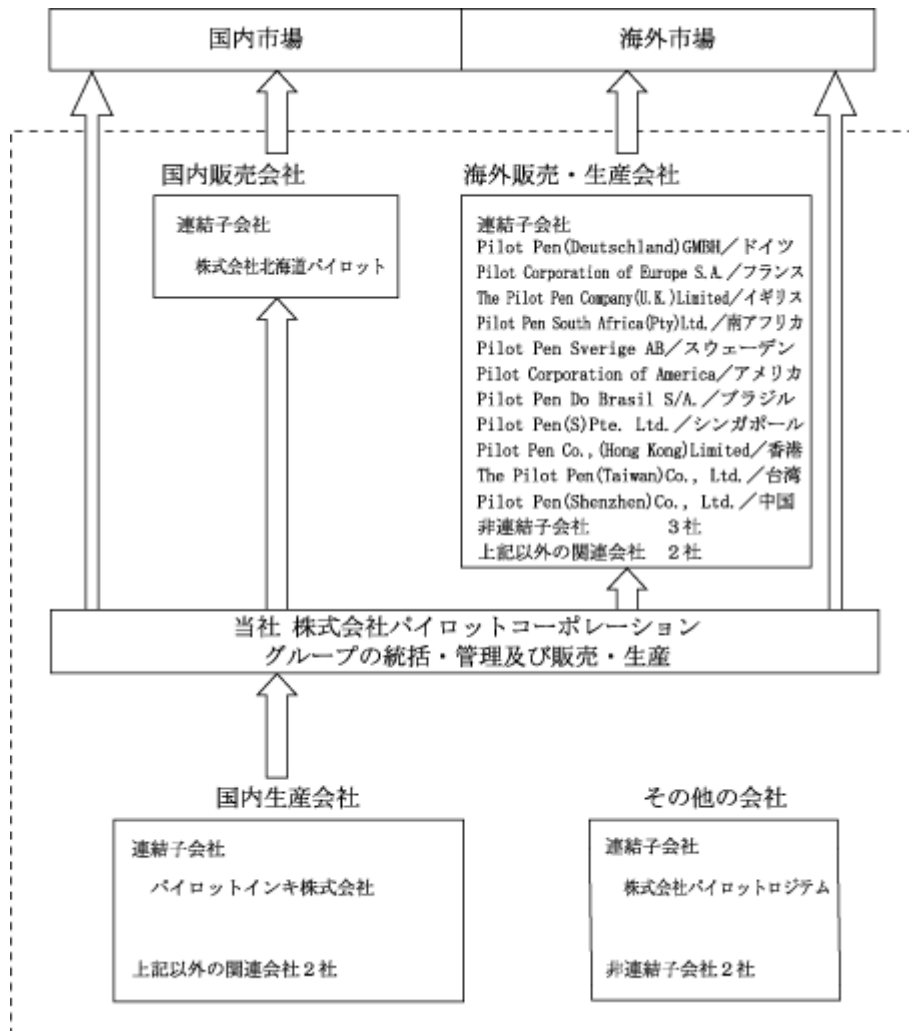 国内市場
海外市場
国内販売会社
連結子会社
株式会社北海道パイロット
海外販売・生産会社
連結子会社
Pilot Pen(Deutschland)GMBH／ドイツ
Pilot Corporation of Europe S.A.／フランス
The Pilot Pen Company(U.K.)Limited／イギリス
Pilot Pen South Africa(Pty)Ltd.／南アフリカ
Pilot Pen Sverige AB／スウェーデン
Pilot Corporation of America／アメリカ
Pilot Pen Do Brasil S/A.／ブラジル
Pilot Pen(S)Pte. Ltd.／シンガポール
Pilot Pen Co.,(Hong Kong)Limited／香港
The Pilot Pen(Taiwan)Co., Ltd.／台湾
Pilot Pen(Shenzhen)Co., Ltd.／中国
非連結子会社　３社
上記以外の関連会社　２社
当社 株式会社パイロットコーポレーション
グループの統括・管理及び販売・生産
国内生産会社
連結子会社
パイロットインキ株式会社
上記以外の関連会社２社
その他の会社
連結子会社
株式会社パイロットロジテム
非連結子会社２社